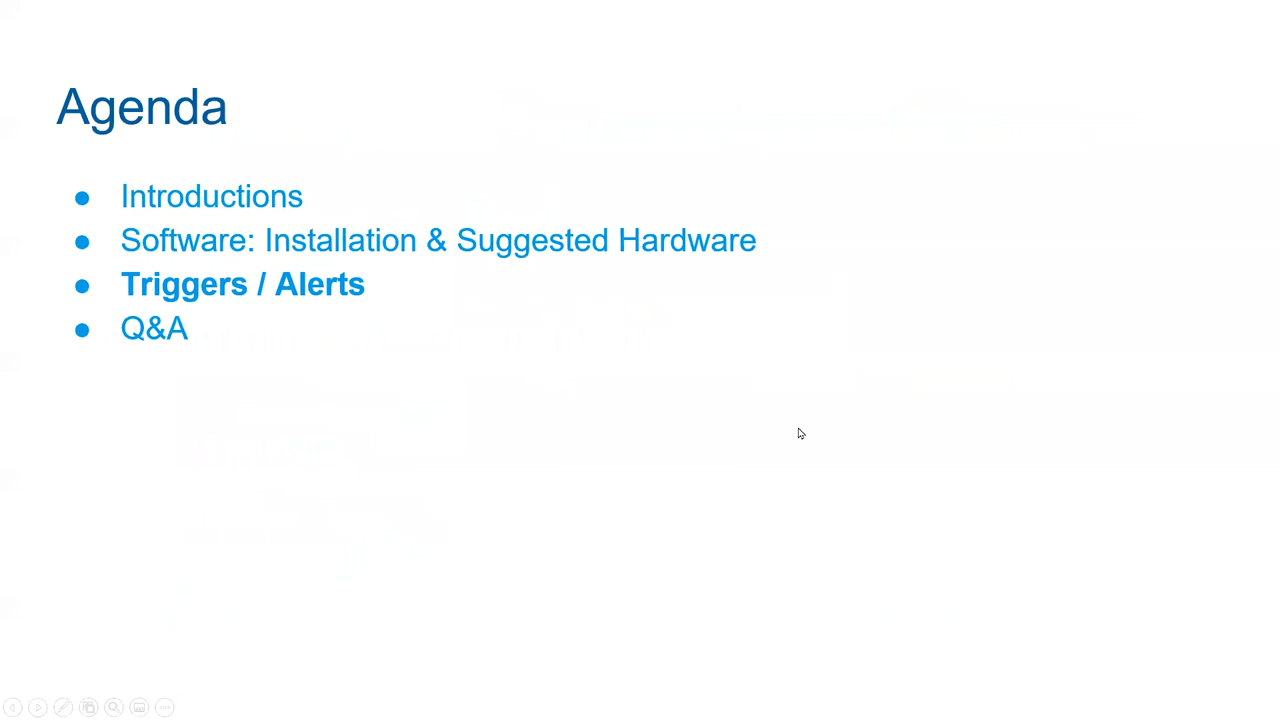 Agenda
● Introductions
● Software: Installation & Suggested Hardware
● Triggers / Alerts
● Q&A